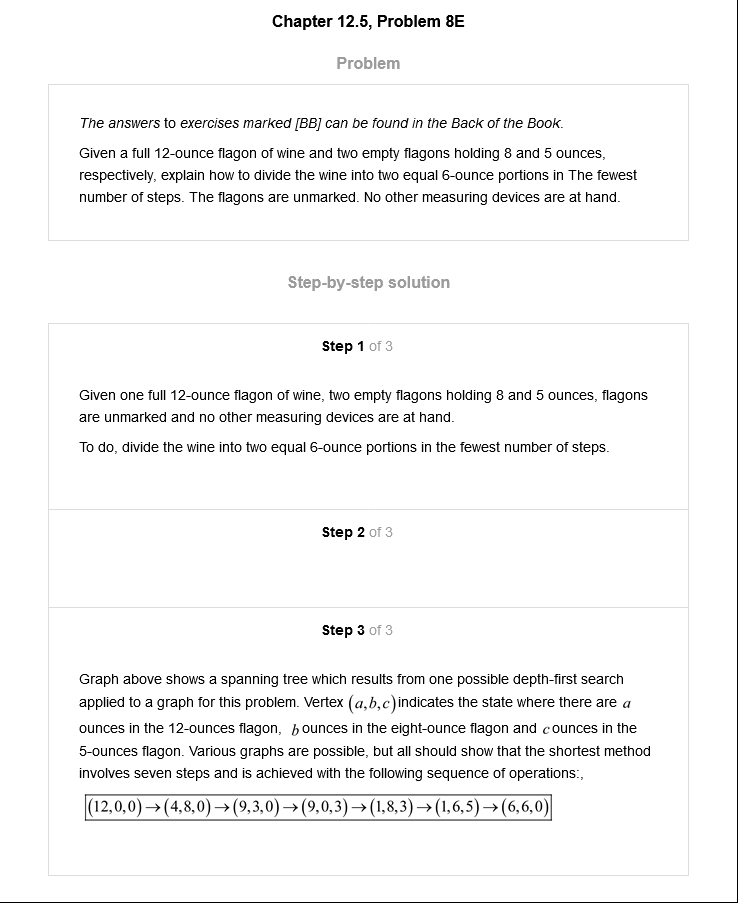 Chapter 12.5, Problem 8E
Problem
The answers to exercises marked [BB] can be found in the Back of the Book.
Given a full 12-ounce flagon of wine and two empty flagons holding 8 and 5 ounces,
respectively, explain how to divide the wine into two equal 6-ounce portions in The fewest
number of steps. The flagons are unmarked. No other measuring devices are at hand.
Step-by-step solution
Step 1 of 3
Given one full 12-ounce flagon of wine, two empty flagons holding 8 and 5 ounces, flagons
are unmarked and no other measuring devices are at hand.
To do, divide the wine into two equal 6-ounce portions in the fewest number of steps.
Step 2 of 3
Step 3 of 3
Graph above shows a spanning tree which results from one possible depth-first search
applied to a graph for this problem. Vertex (a,b,c) indicates the state where there are a
ounces in the 12-ounces flagon, b ounces in the eight-ounce flagon and c ounces in the
5-ounces flagon. Various graphs are possible, but all should show that the shortest method
involves seven steps and is achieved with the following sequence of operations:,
(12,0,0)→(4,8,0)→(9,3,0)→(9,0,3)→(1,8,3)→(1,6,5)→(6,6,0)